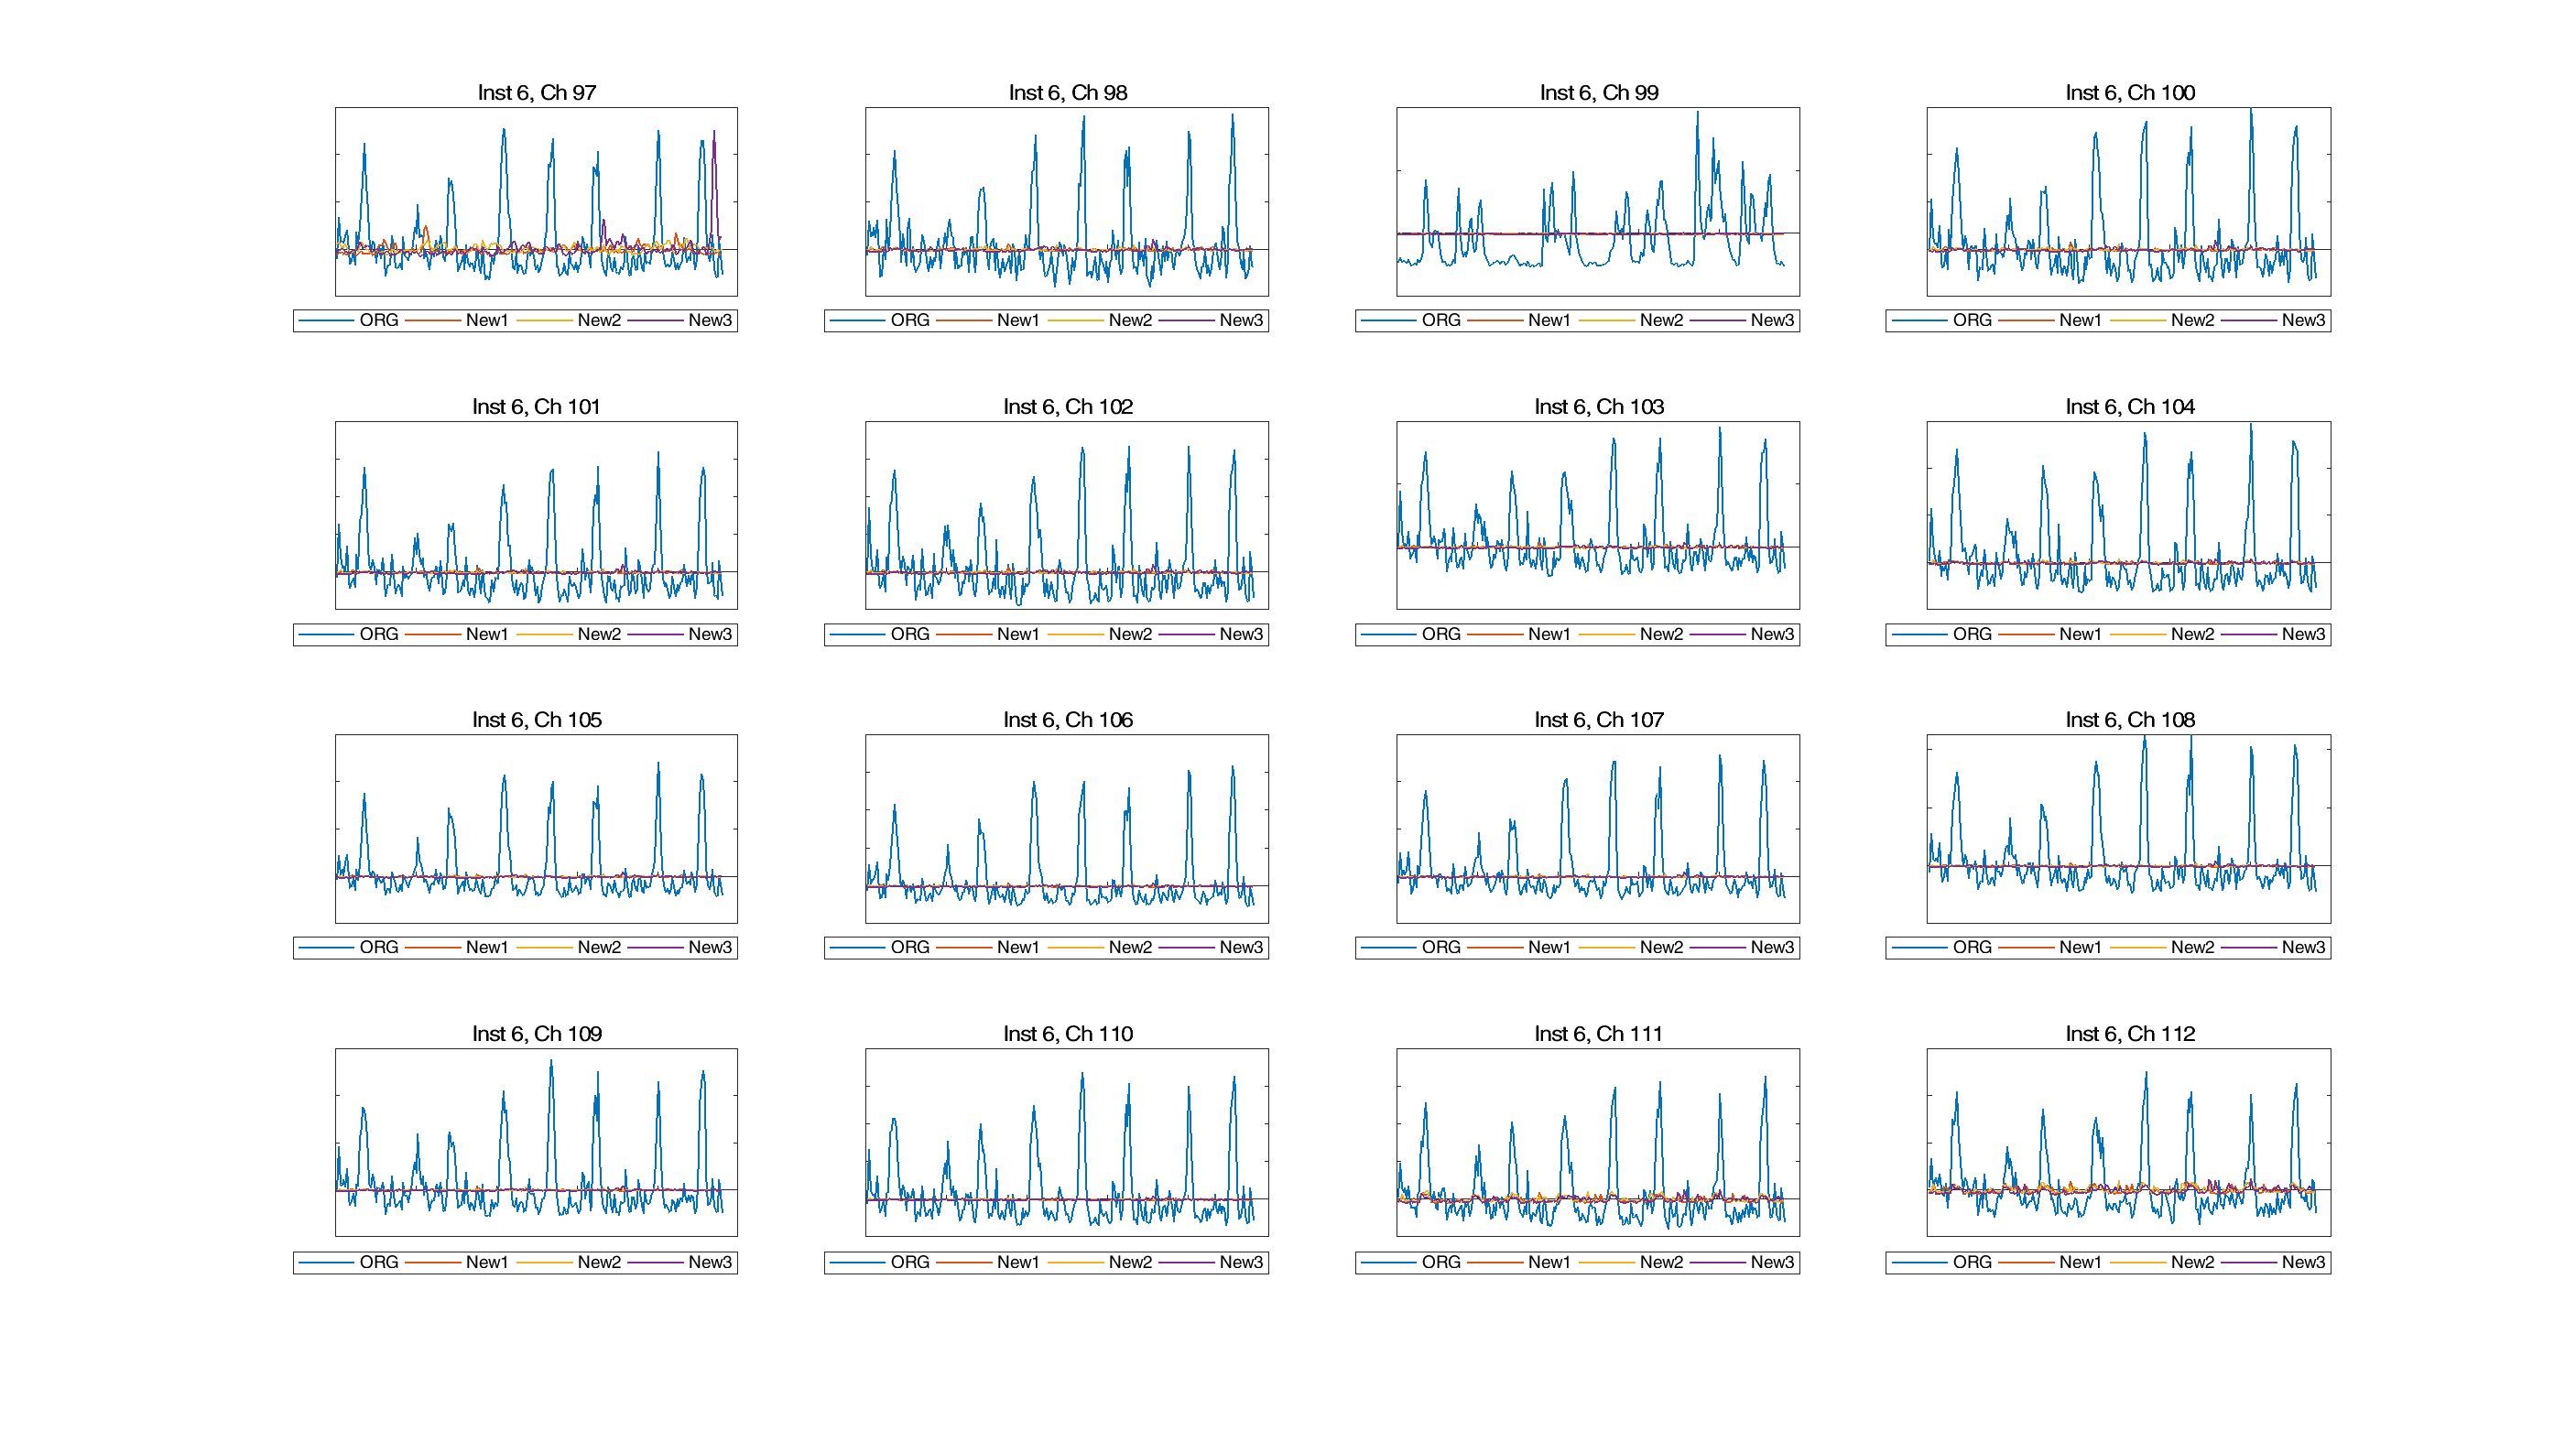 Inst 6, Ch 97
Inst 6, Ch 98
Inst 6, Ch 99
Inst 6, Ch 100
ORG New1 New2 New3
ORG New1 New2 New3
ORG New1 New2 New3
ORG New1 New2 New3
Inst 6, Ch 101
Inst 6, Ch 102
Inst 6, Ch 103
Inst 6, Ch 104
ORG New1 New2 New3
ORG New1 New2 New3
ORG New1 New2 New3
ORG New1 New2 New3
Inst 6, Ch 105
Inst 6, Ch 106
Inst 6, Ch 107
Inst 6, Ch 108
ORG New1 New2 New3
ORG New1 New2 New3
ORG New1 New2 New3
ORG New1 New2 New3
Inst 6, Ch 109
Inst 6, Ch 110
Inst 6, Ch 111
Inst 6, Ch 112
ORG New1 New2 New3
ORG New1 New2 New3
ORG New1 New2 New3
ORG New1 New2 New3